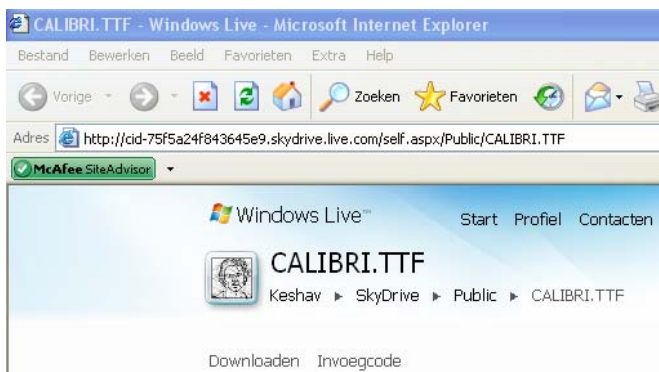 CALIBRI.TTF - Windows Live - Microsoft Internet Explorer
Bestand Bewerken Beeld Favorieten Extra Help
Vorige Zoeken Favorieten
Adres http://cid-75f5a24f843645e9.skydrive.live.com/self.aspx/Public/CALIBRI.TTF
McAfee SiteAdvisor
Windows Live™ Start Profiel Contacten
CALIBRI.TTF
Keshav ▸ SkyDrive ▸ Public ▸ CALIBRI.TTF
Downloaden Invoegcode